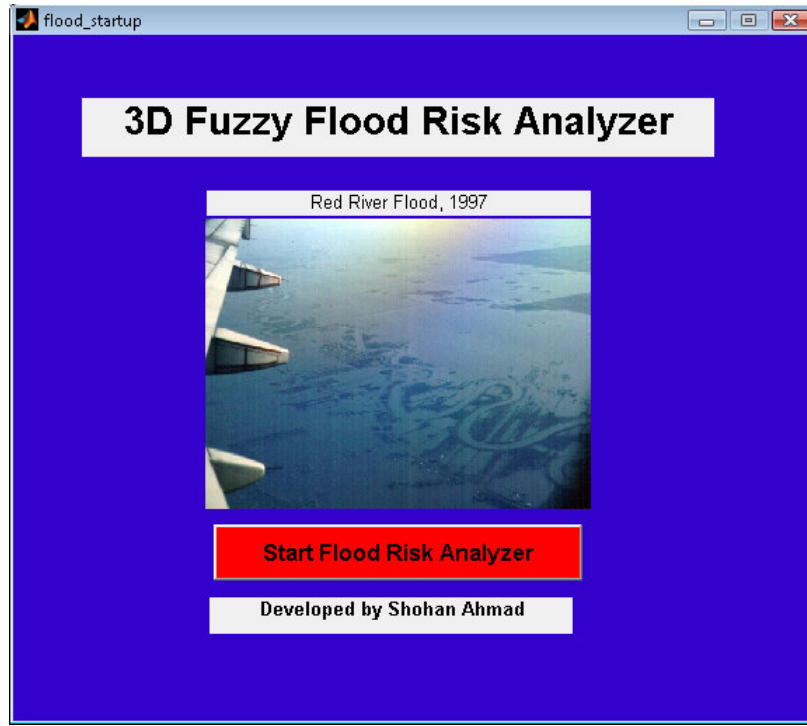 flood_startup
3D Fuzzy Flood Risk Analyzer
Red River Flood, 1997
Start Flood Risk Analyzer
Developed by Shohan Ahmad